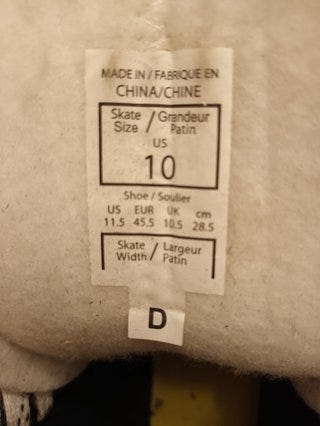 MADE IN / FABRIQUE EN
CHINA/CHINE
Skate Size / Grandeur Patin
US
10
Shoe / Soulier
US EUR UK cm
11.5 45.5 10.5 28.5
Skate Width / Largeur Patin
D